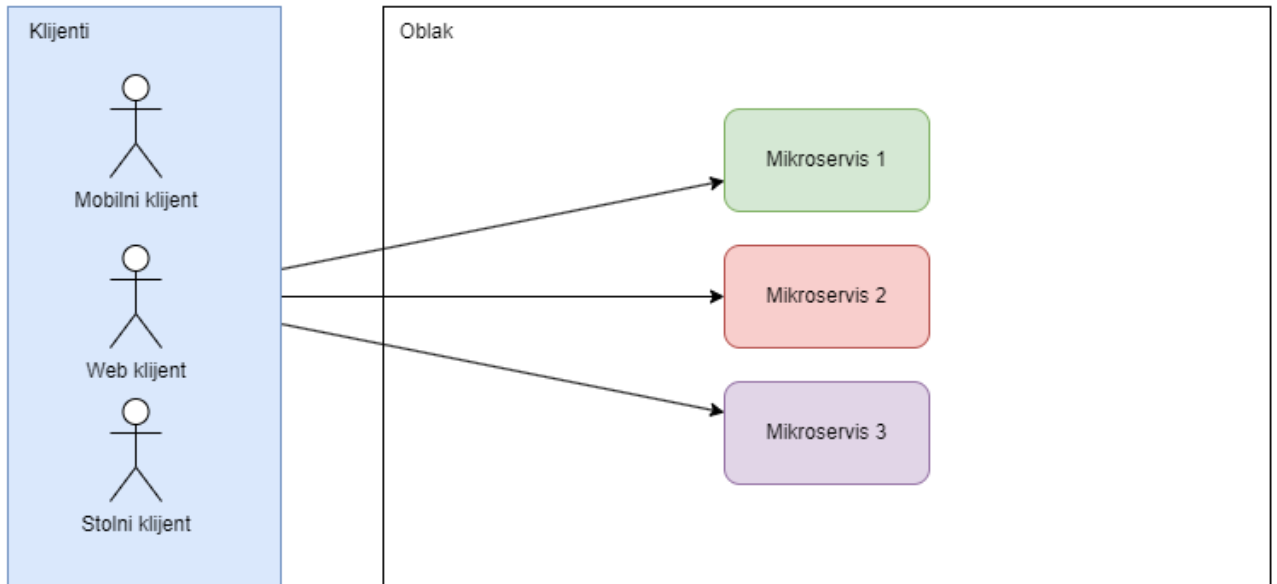 Klijenti
Oblak
Mobilni klijent
Web klijent
Stolni klijent
Mikroservis 1
Mikroservis 2
Mikroservis 3